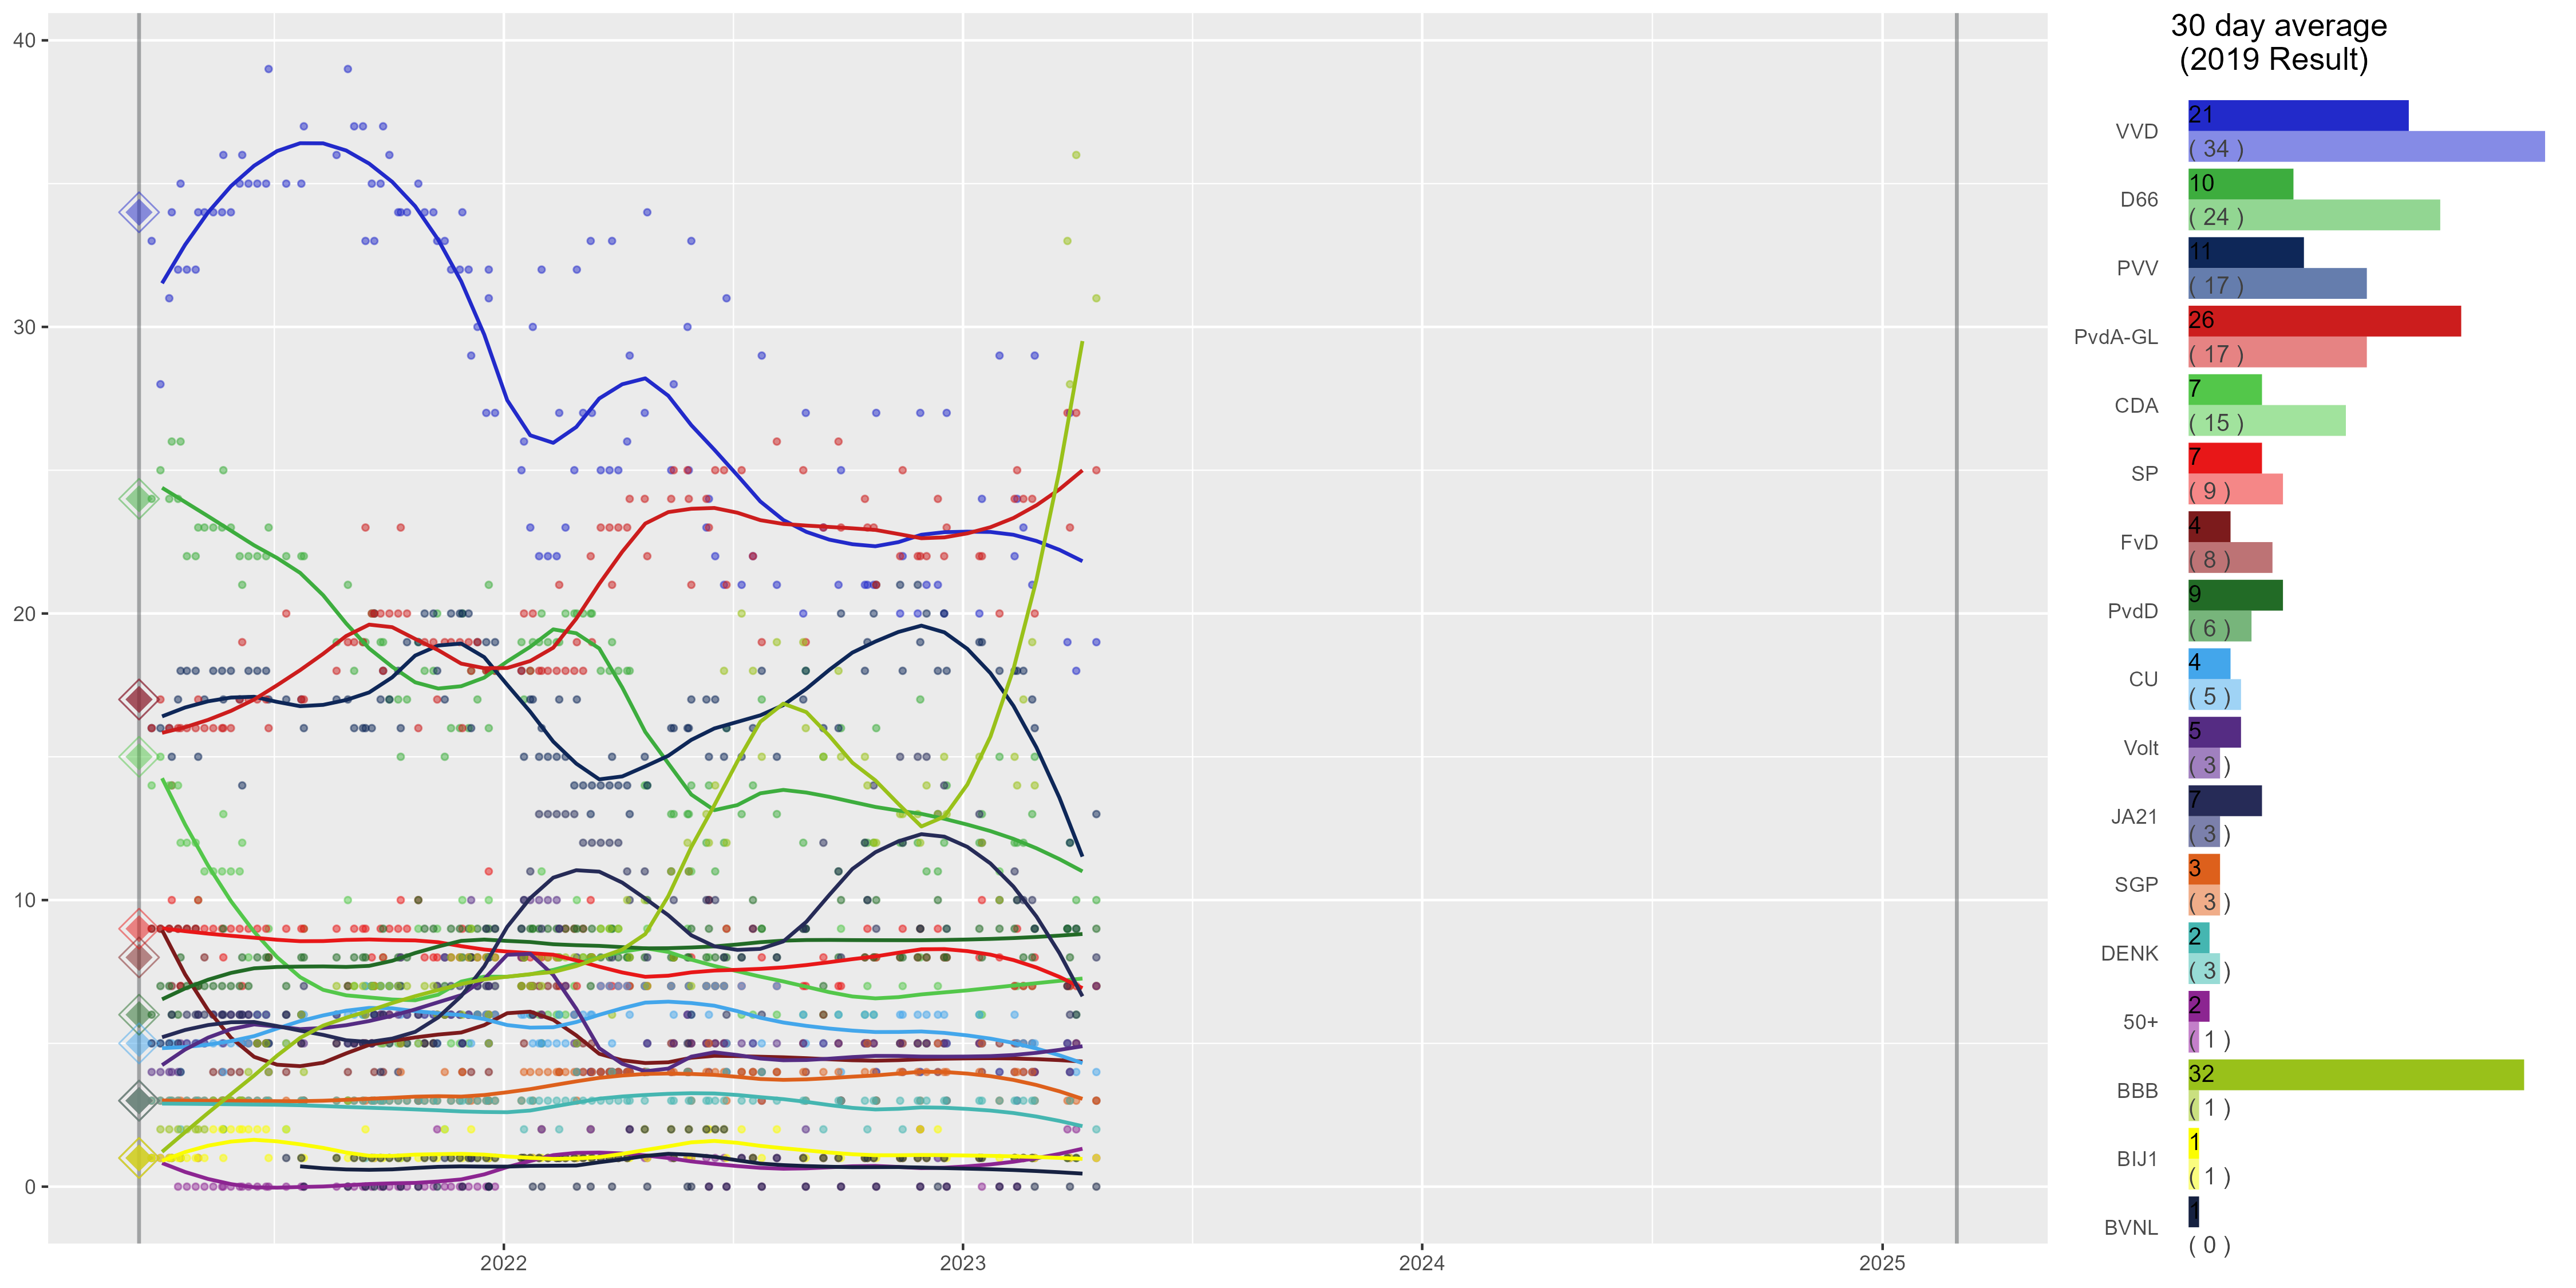 40
30
20
10
0
2022
2023
2024
2025
30 day average
(2019 Result)
VVD
21
( 34 )
D66
10
( 24 )
PVV
11
( 17 )
PvdA-GL
26
( 17 )
CDA
7
( 15 )
SP
7
( 9 )
FvD
4
( 8 )
PvdD
9
( 6 )
CU
4
( 5 )
Volt
5
( 3 )
JA21
7
( 3 )
SGP
3
( 3 )
DENK
2
( 3 )
50+
2
( 1 )
BBB
32
( 1 )
BIJ1
1
( 1 )
BVNL
1
( 0 )